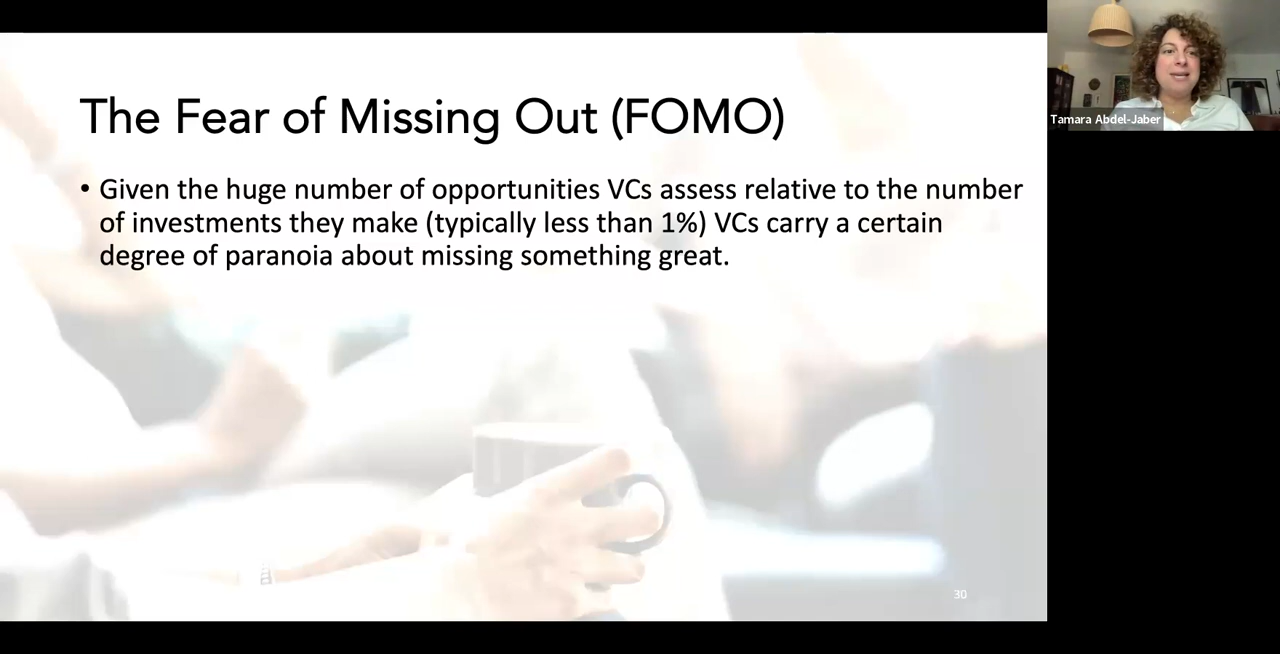 The Fear of Missing Out (FOMO)
• Given the huge number of opportunities VCs assess relative to the number
of investments they make (typically less than 1%) VCs carry a certain
degree of paranoia about missing something great.
30
Tamara Abdel-Jaber